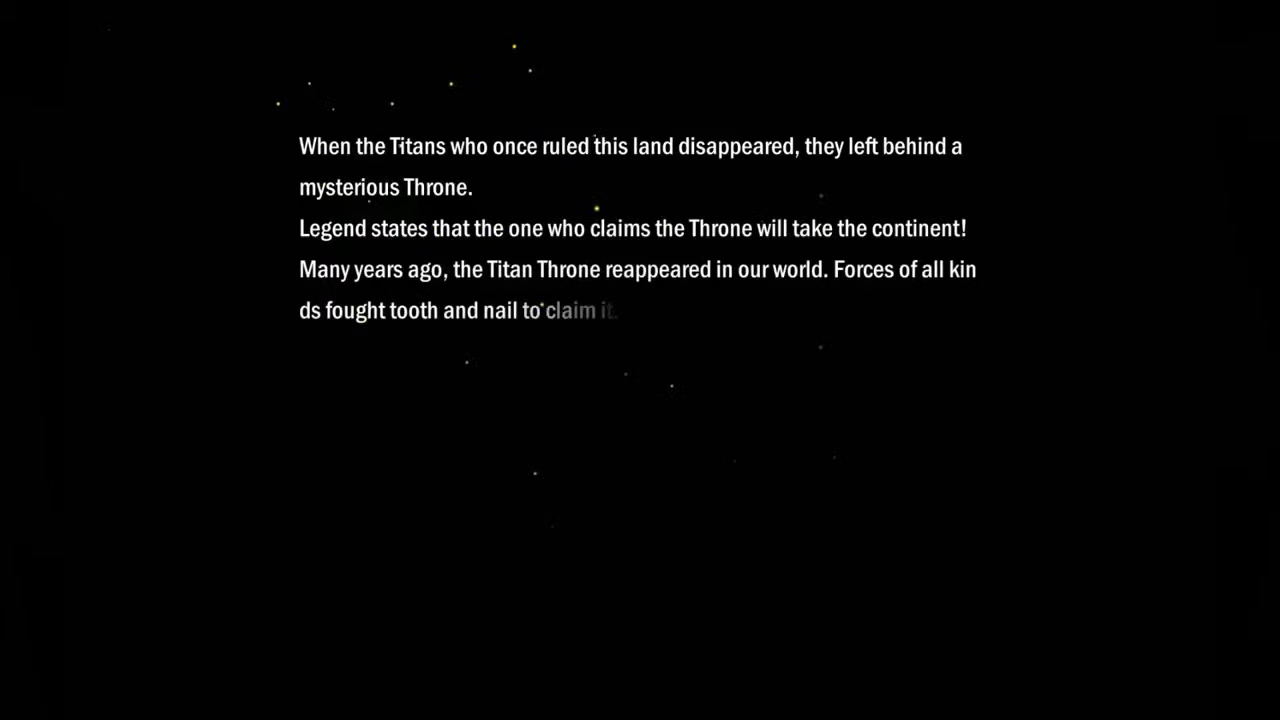 When the Titans who once ruled this land disappeared, they left behind a
mysterious Throne.
Legend states that the one who claims the Throne will take the continent!
Many years ago, the Titan Throne reappeared in our world. Forces of all kin
ds fought tooth and nail to claim it.